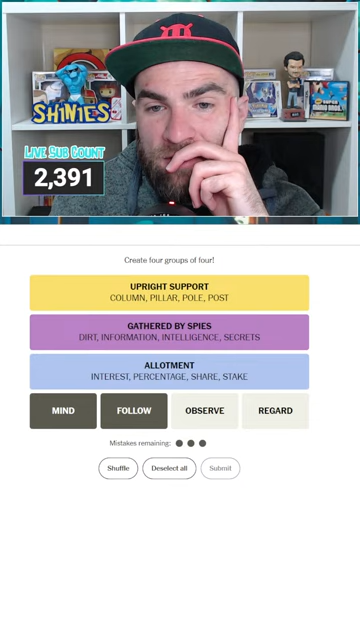 SHINIES
LIVE SUB COUNT
2,391
Create four groups of four!
UPRIGHT SUPPORT
COLUMN, PILLAR, POLE, POST
GATHERED BY SPIES
DIRT, INFORMATION, INTELLIGENCE, SECRETS
ALLOTMENT
INTEREST, PERCENTAGE, SHARE, STAKE
MIND FOLLOW OBSERVE REGARD
Mistakes remaining:
Shuffle Deselect all Submit